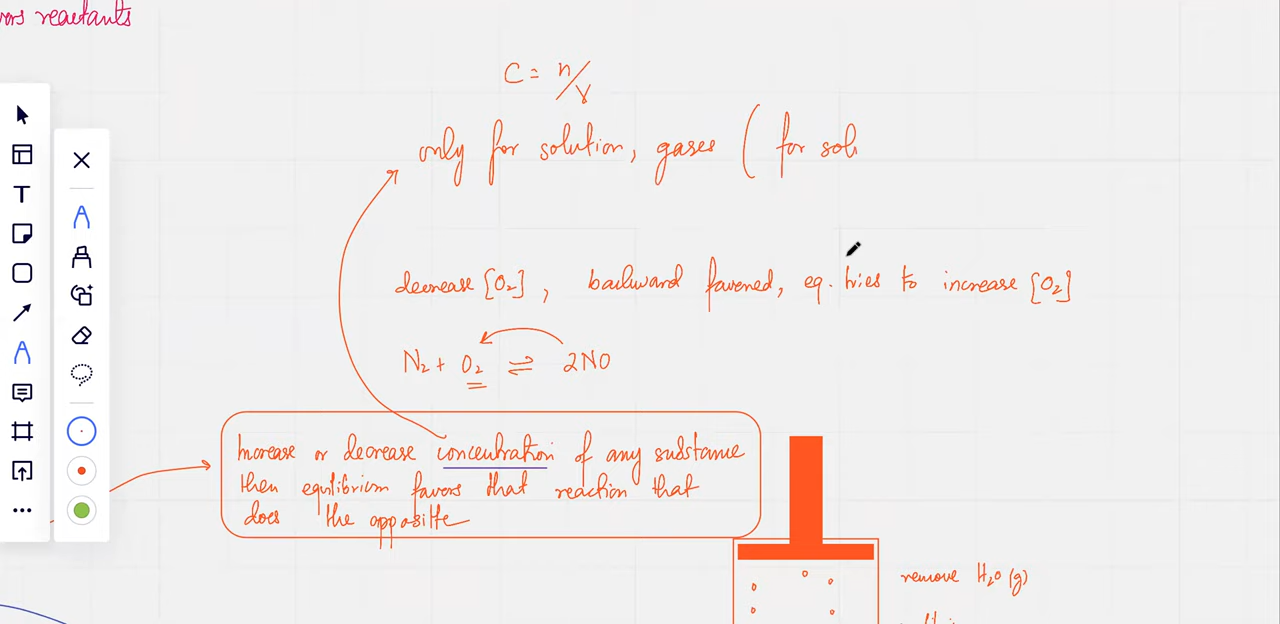 reactants
C = n/V
only for solution, gases ( for sol
decrease [O₂], backward favored, eq. tries to increase [O₂]
N₂ + O₂ ⇌ 2NO
Increase or decrease concentration of any substance
then equilibrium favors that reaction that
does the opposite
remove H₂O (g)
T